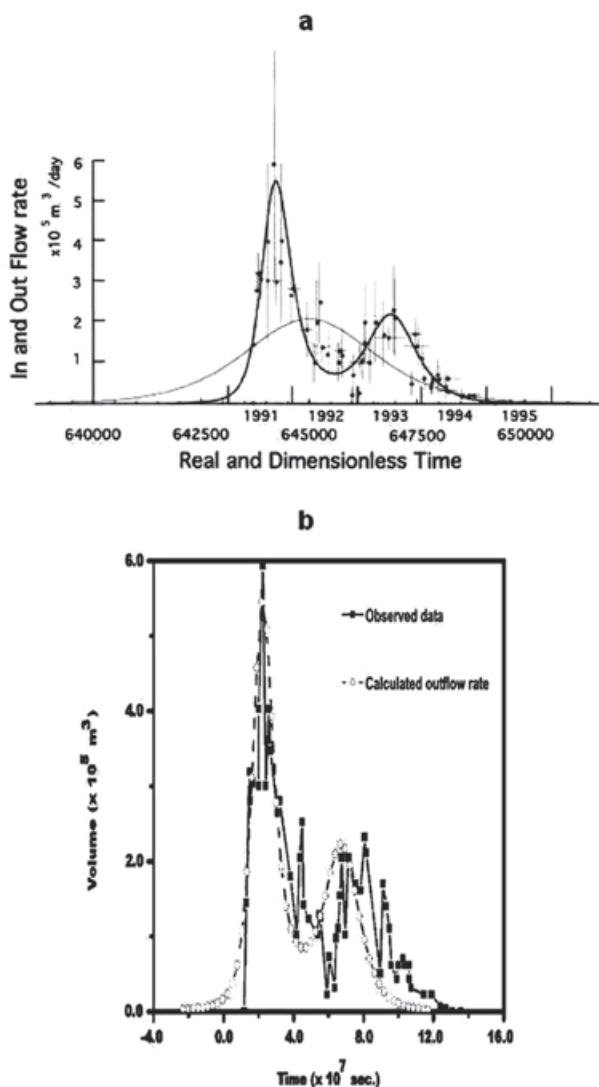 a
In and Out Flow rate
x10⁵ m³/day
6
5
4
3
2
1
1991 1992 1993 1994 1995
640000 642500 645000 647500 650000
Real and Dimensionless Time
b
6.0
Observed data
Calculated outflow rate
4.0
Volume (x 10⁵ m³)
2.0
0.0
-4.0 0.0 4.0 8.0 12.0 16.0
Time (x 10⁷ sec.)